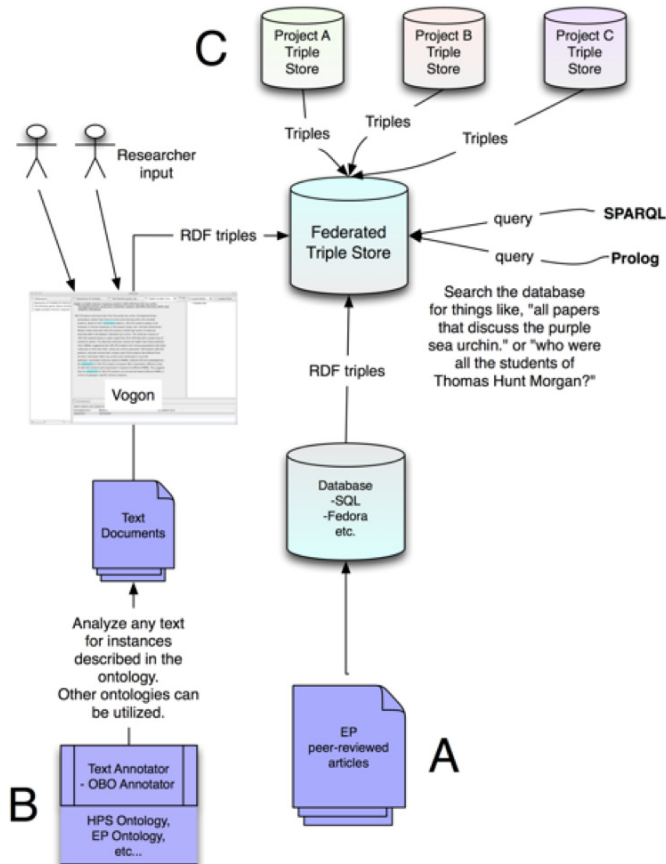 C
Project A
Triple
Store
Project B
Triple
Store
Project C
Triple
Store
Triples
Triples
Triples
Researcher
input
RDF triples
Federated
Triple Store
query
SPARQL
query
Prolog
Search the database
for things like, "all papers
that discuss the purple
sea urchin." or "who were
all the students of
Thomas Hunt Morgan?"
Vogon
RDF triples
Text
Documents
Database
-SQL
-Fedora
etc.
Analyze any text
for instances
described in the
ontology.
Other ontologies can
be utilized.
EP
peer-reviewed
articles
A
B
Text Annotator
- OBO Annotator
HPS Ontology,
EP Ontology,
etc...